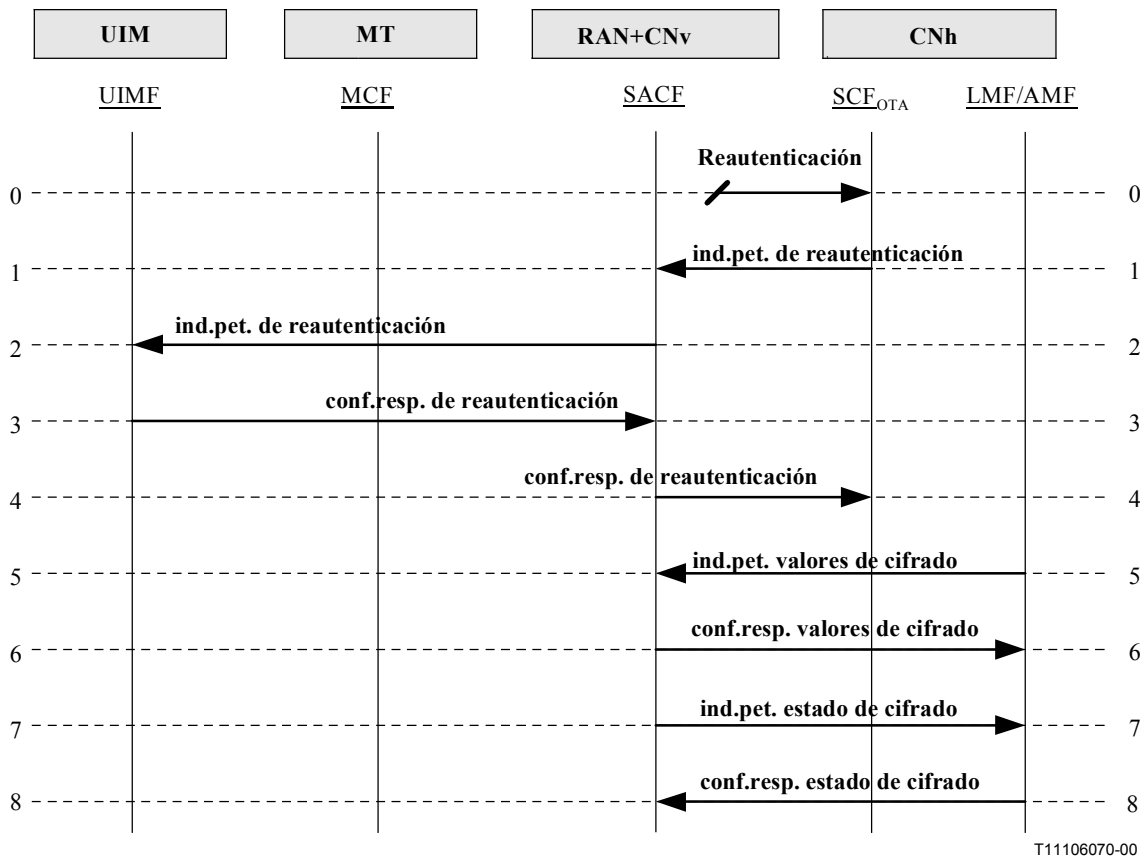 UIM MT RAN+CNv CNh
UIMF MCF SACF SCFOTA LMF/AMF
Reautenticación
0 0
ind.pet. de reautenticación
1 1
ind.pet. de reautenticación
2 2
conf.resp. de reautenticación
3 3
conf.resp. de reautenticación
4 4
ind.pet. valores de cifrado
5 5
conf.resp. valores de cifrado
6 6
ind.pet. estado de cifrado
7 7
conf.resp. estado de cifrado
8 8
T11106070-00